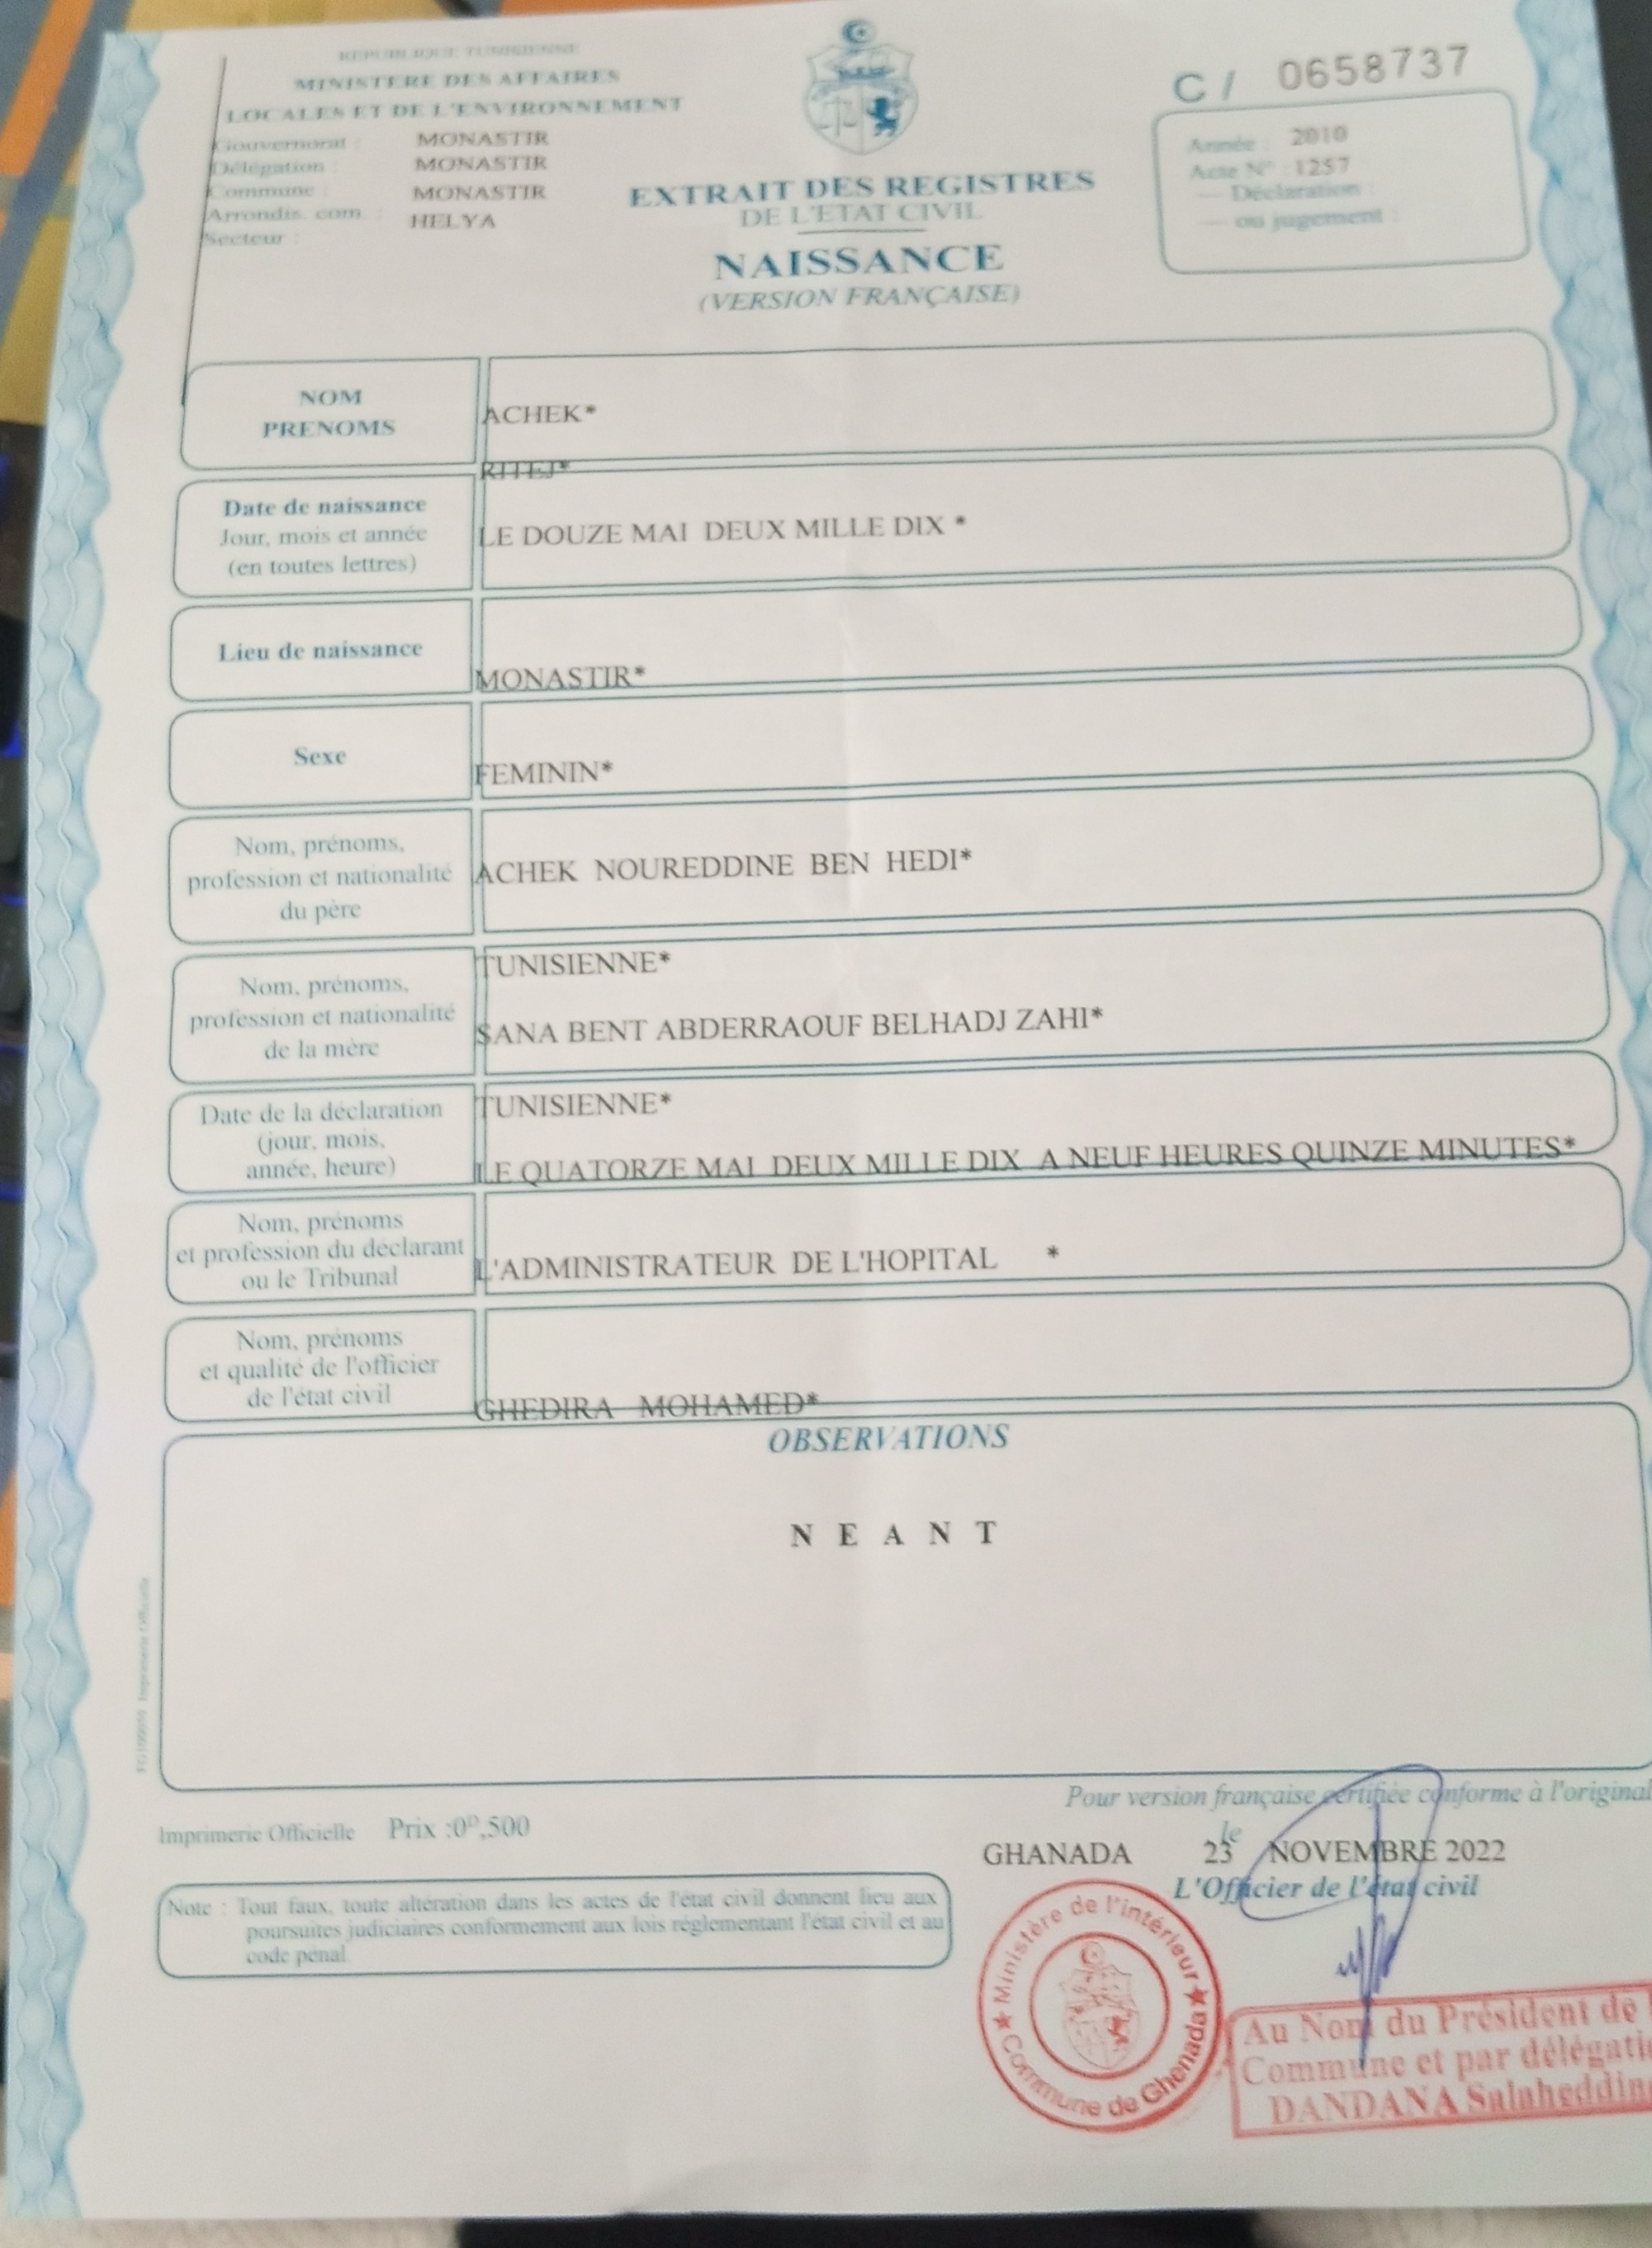 REPUBLIQUE TUNISIENNE
MINISTERE DES AFFAIRES
LOCALES ET DE L'ENVIRONNEMENT
Gouvernorat : MONASTIR
Délégation : MONASTIR
Commune : MONASTIR
Arrondis. com. : HELYA
Secteur :
C / 0658737
Année : 2010
Acte N° : 1257
— Déclaration :
— ou jugement :
EXTRAIT DES REGISTRES
DE L'ETAT CIVIL
NAISSANCE
(VERSION FRANÇAISE)
NOM
PRENOMS
ACHEK*
RITEJ*
Date de naissance
Jour, mois et année
(en toutes lettres)
LE DOUZE MAI DEUX MILLE DIX *
Lieu de naissance
MONASTIR*
Sexe
FEMININ*
Nom, prénoms,
profession et nationalité
du père
ACHEK NOUREDDINE BEN HEDI*
TUNISIENNE*
Nom, prénoms,
profession et nationalité
de la mère
SANA BENT ABDERRAOUF BELHADJ ZAHI*
TUNISIENNE*
Date de la déclaration
(jour, mois,
année, heure)
LE QUATORZE MAI DEUX MILLE DIX A NEUF HEURES QUINZE MINUTES*
Nom, prénoms
et profession du déclarant
ou le Tribunal
L'ADMINISTRATEUR DE L'HOPITAL *
Nom, prénoms
et qualité de l'officier
de l'état civil
GHEDIRA MOHAMED*
OBSERVATIONS
N E A N T
Imprimerie Officielle
Pour version française certifiée conforme à l'original
Imprimerie Officielle Prix :0ᴰ,500
GHANADA le 23 NOVEMBRE 2022
L'Officier de l'état civil
Note : Tout faux, toute altération dans les actes de l'état civil donnent lieu aux
poursuites judiciaires conformement aux lois réglementant l'état civil et au
code pénal
Ministère de l'intérieur
Commune de Ghenada
Au Nom du Président de
Commune et par délégati
DANDANA Salaheddin